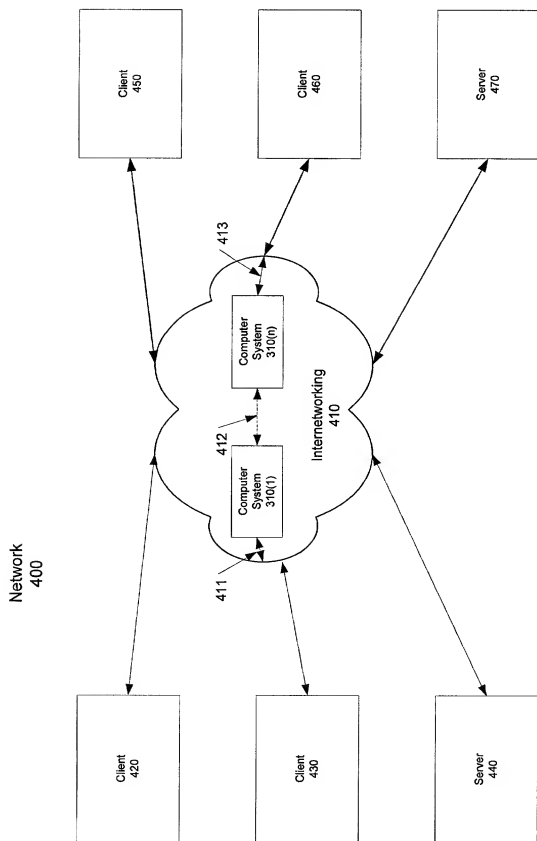 Network
400
Client
420
Client
430
Server
440
411
Computer
System
310(1)
412
Computer
System
310(n)
413
Internetworking
410
Client
450
Client
460
Server
470